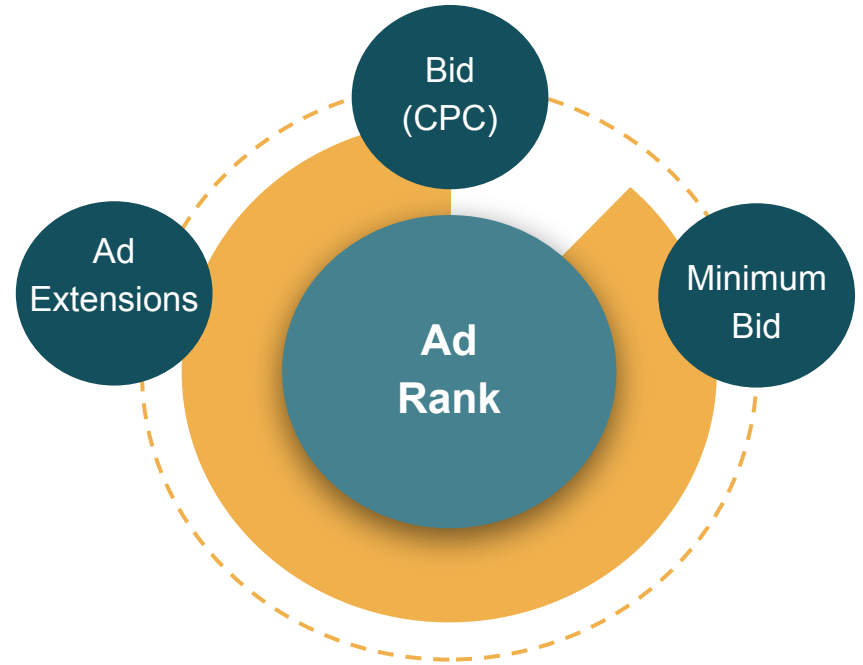 Bid
(CPC)
Ad
Extensions
Minimum
Bid
Ad
Rank